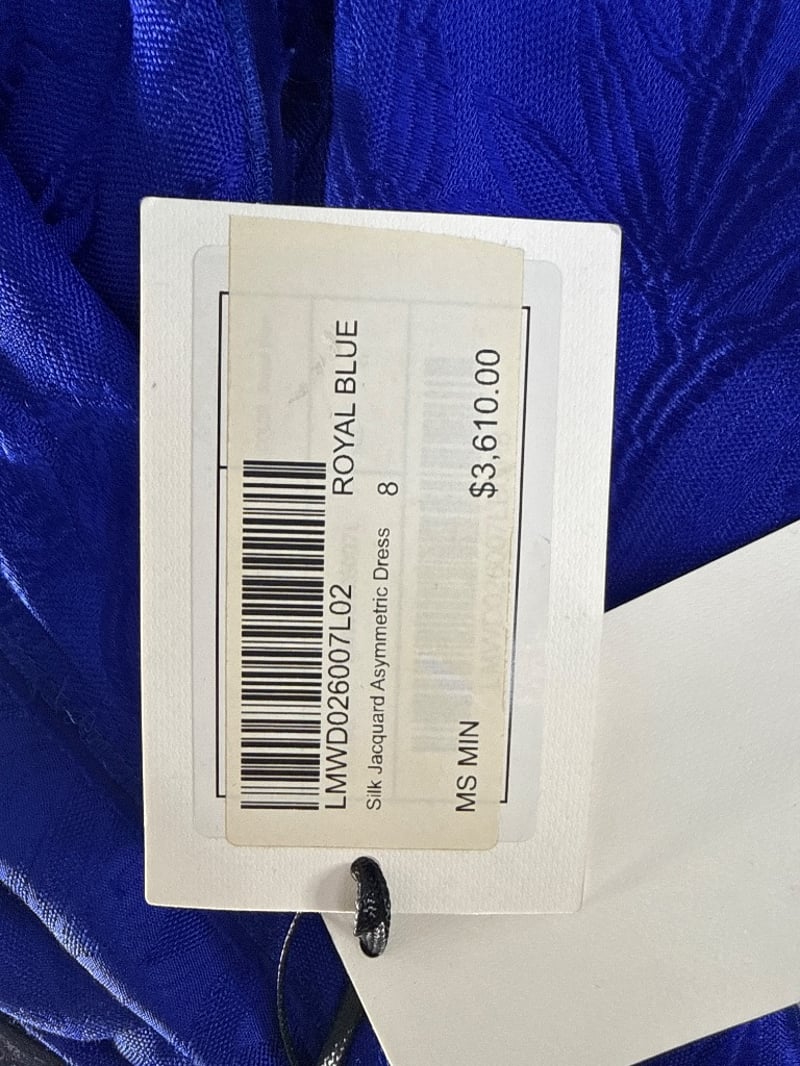 LMWD026007L02 ROYAL BLUE
Silk Jacquard Asymmetric Dress 8
MS MIN $3,610.00